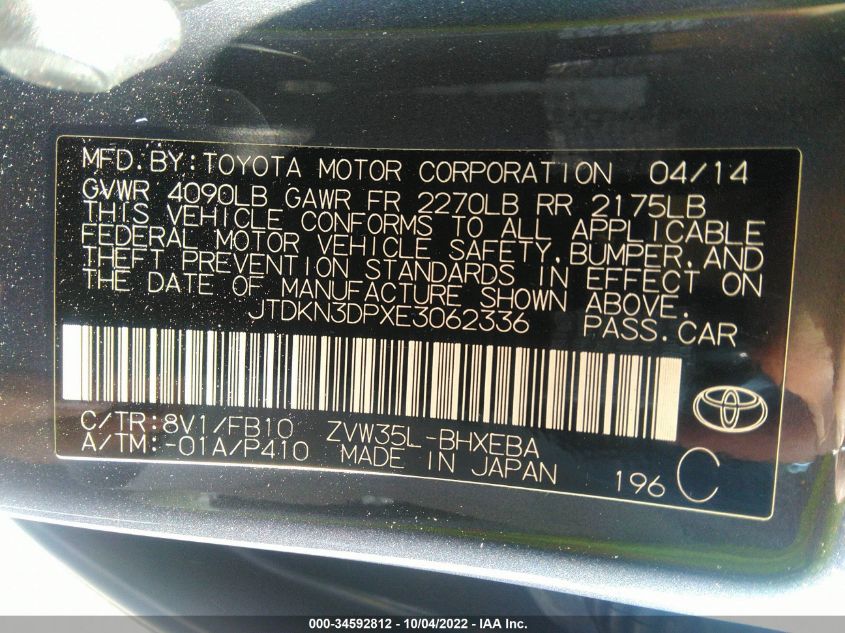 MFD.BY:TOYOTA MOTOR CORPORATION 04/14
GVWR 4090LB GAWR FR 2270LB RR 2175LB
THIS VEHICLE CONFORMS TO ALL APPLICABLE
FEDERAL MOTOR VEHICLE SAFETY,BUMPER,AND
THEFT PREVENTION STANDARDS IN EFFECT ON
THE DATE OF MANUFACTURE SHOWN ABOVE.
JTDKN3DPXE3062336 PASS.CAR
C/TR:8V1/FB10 ZVW35L-BHXEBA
A/TM:-01A/P410 MADE IN JAPAN 196 C
000-34592812 - 10/04/2022 - IAA Inc.